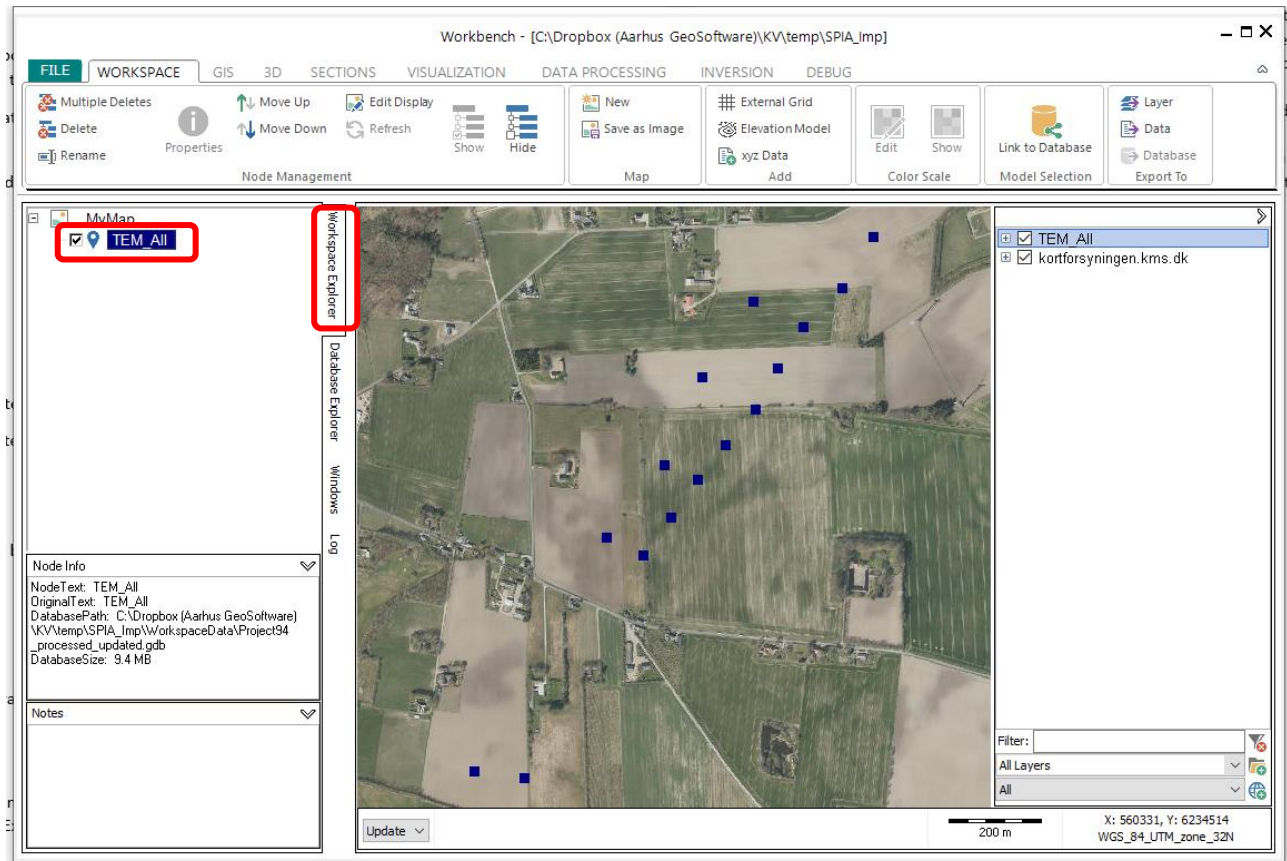 Workbench - [C:\Dropbox (Aarhus GeoSoftware)\KV\temp\SPIA_Imp]
FILE WORKSPACE GIS 3D SECTIONS VISUALIZATION DATA PROCESSING INVERSION DEBUG
Multiple Deletes
Delete
Rename
Properties
Move Up
Move Down
Edit Display
Refresh
Show
Hide
Node Management
New
Save as Image
Map
External Grid
Elevation Model
xyz Data
Add
Edit
Show
Color Scale
Link to Database
Model Selection
Layer
Data
Database
Export To
MyMap
TEM_All
Workspace Explorer
Database Explorer
Windows
Log
Node Info
NodeText: TEM_All
OriginalText: TEM_All
DatabasePath: C:\Dropbox (Aarhus GeoSoftware)
\KV\temp\SPIA_Imp\WorkspaceData\Project94
_processed_updated.gdb
DatabaseSize: 9.4 MB
Notes
TEM_All
kortforsyningen.kms.dk
Filter:
All Layers
All
Update
200 m
X: 560331, Y: 6234514
WGS_84_UTM_zone_32N